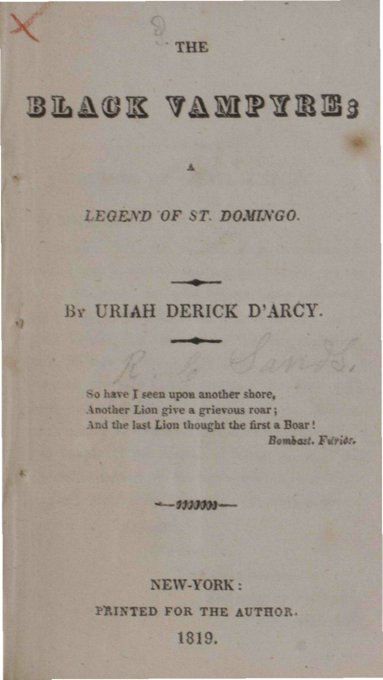 THE
BLACK VAMPYRE;
A
LEGEND OF ST. DOMINGO.
BY URIAH DERICK D'ARCY.
R. C. Sands.
So have I seen upon another shore,
Another Lion give a grievous roar;
And the last Lion thought the first a Boar!
Bombast. Furios.
NEW-YORK:
PRINTED FOR THE AUTHOR.
1819.